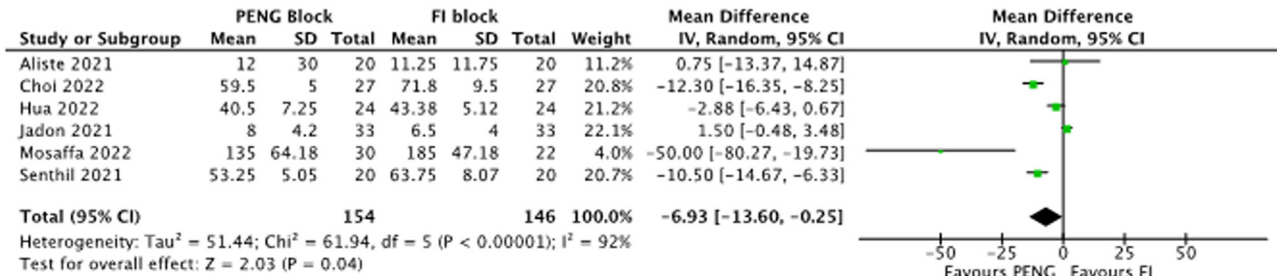 PENG Block FI block Mean Difference Mean Difference
Study or Subgroup Mean SD Total Mean SD Total Weight IV, Random, 95% CI IV, Random, 95% CI
Aliste 2021 12 30 20 11.25 11.75 20 11.2% 0.75 [-13.37, 14.87]
Choi 2022 59.5 5 27 71.8 9.5 27 20.8% -12.30 [-16.35, -8.25]
Hua 2022 40.5 7.25 24 43.38 5.12 24 21.2% -2.88 [-6.43, 0.67]
Jadon 2021 8 4.2 33 6.5 4 33 22.1% 1.50 [-0.48, 3.48]
Mosaffa 2022 135 64.18 30 185 47.18 22 4.0% -50.00 [-80.27, -19.73]
Senthil 2021 53.25 5.05 20 63.75 8.07 20 20.7% -10.50 [-14.67, -6.33]
Total (95% CI) 154 146 100.0% -6.93 [-13.60, -0.25]
Heterogeneity: Tau² = 51.44; Chi² = 61.94, df = 5 (P < 0.00001); I² = 92%
Test for overall effect: Z = 2.03 (P = 0.04)
-50 -25 0 25 50
Favours PENG Favours FI